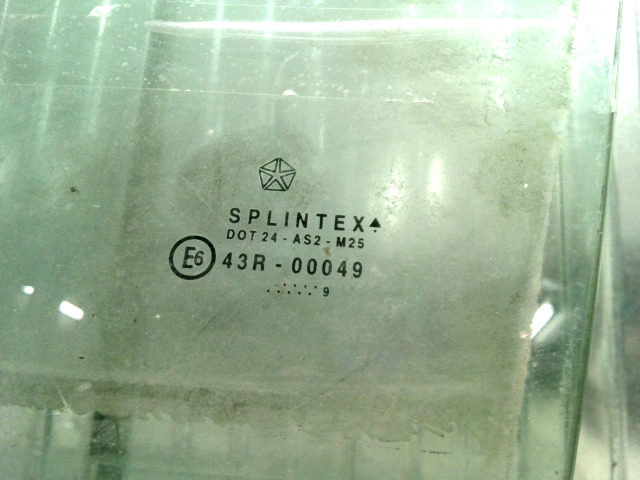 SPLINTEX
DOT 24 - AS2 - M25
E6 43R - 00049
9